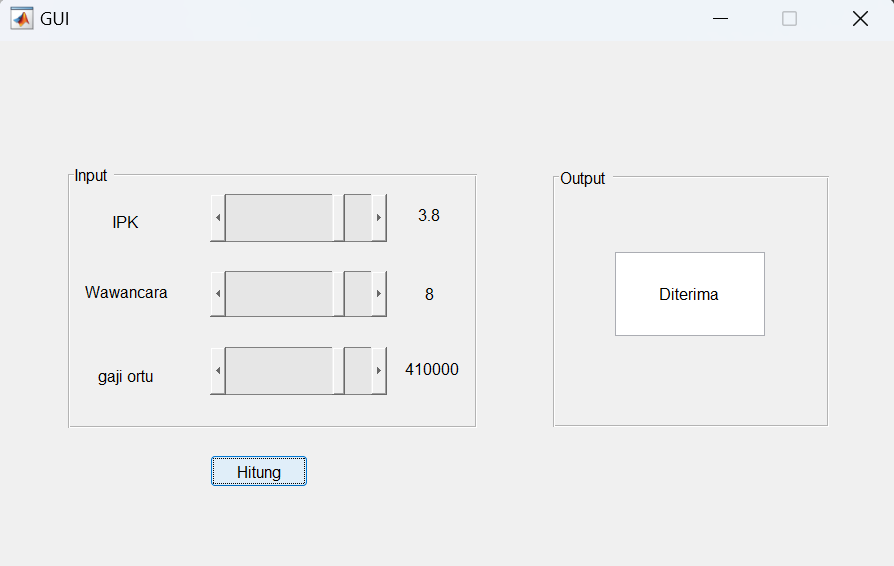 GUI
Input
IPK
3.8
Wawancara
8
gaji ortu
410000
Hitung
Output
Diterima